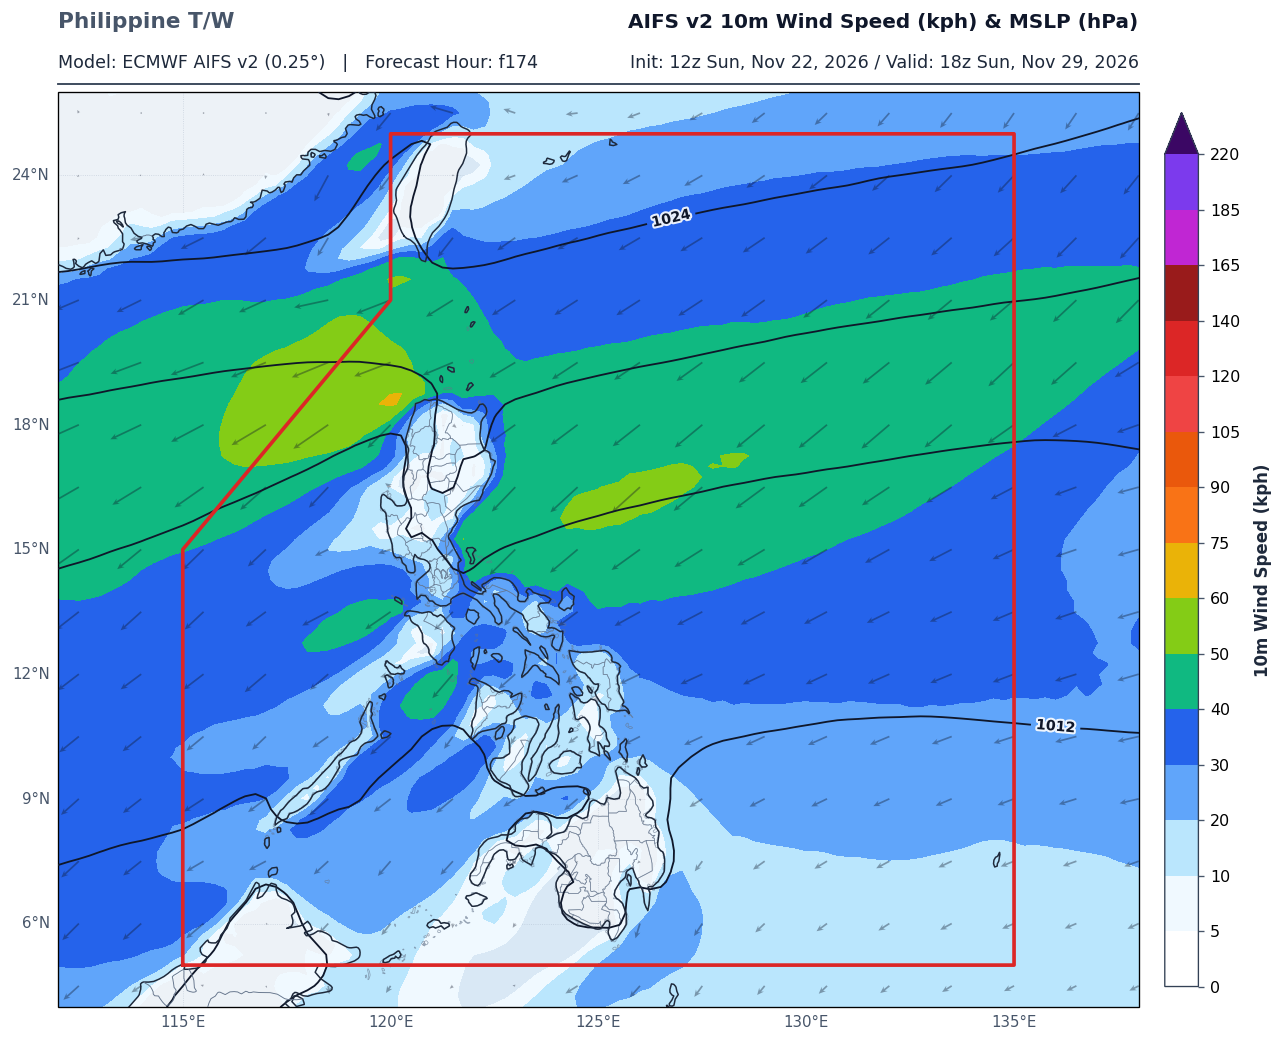 Philippine T/W
AIFS v2 10m Wind Speed (kph) & MSLP (hPa)
Model: ECMWF AIFS v2 (0.25°) | Forecast Hour: f174
Init: 12z Sun, Nov 22, 2026 / Valid: 18z Sun, Nov 29, 2026
24°N
21°N
18°N
15°N
12°N
9°N
6°N
1024
1012
115°E
120°E
125°E
130°E
135°E
220
185
165
140
120
105
90
75
60
50
40
30
20
10
5
0
10m Wind Speed (kph)